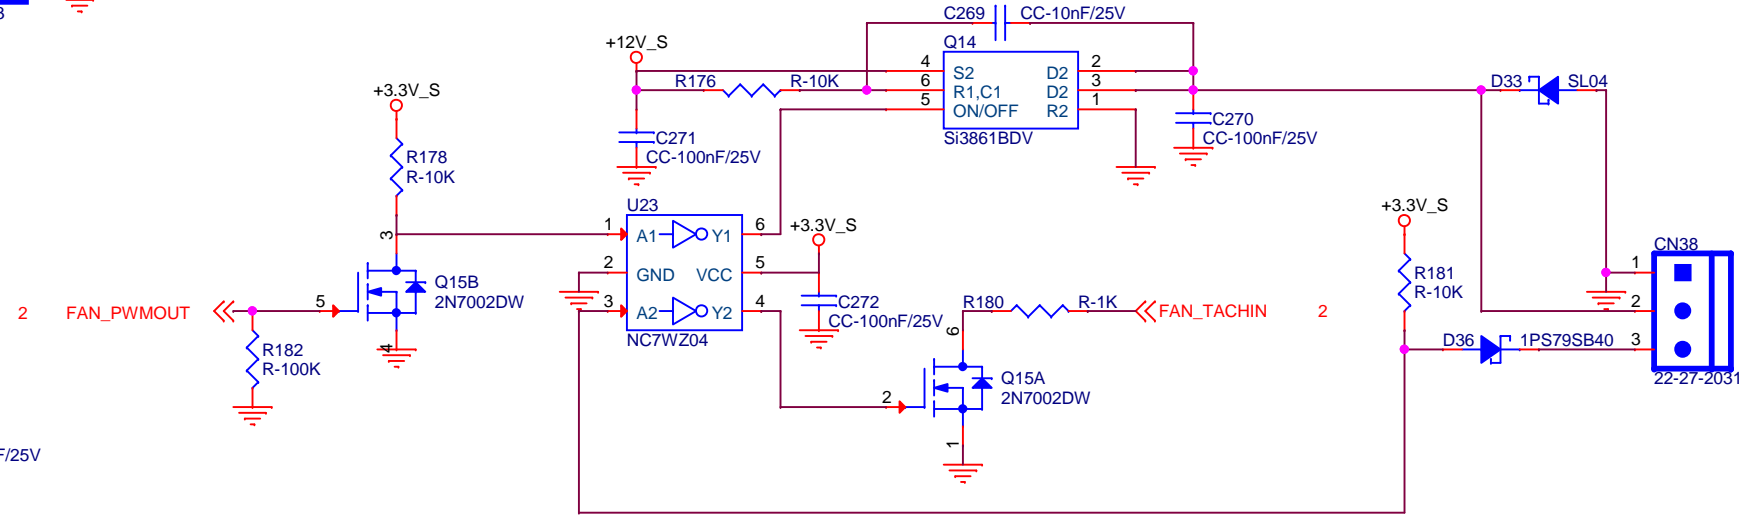 3
C269 CC-10nF/25V
+12V_S
Q14
4 S2 D2 2
R176 R-10K 6 R1,C1 D2 3
5 ON/OFF R2 1
Si3861BDV
D33 SL04
+3.3V_S
C271
CC-100nF/25V
C270
CC-100nF/25V
R178
R-10K
U23
1 A1 Y1 6
+3.3V_S
2 GND VCC 5
3 A2 Y2 4
NC7WZ04
C272
CC-100nF/25V
3
Q15B
2N7002DW
5
4
2 FAN_PWMOUT
R182
R-100K
R180 R-1K FAN_TACHIN 2
6
Q15A
2N7002DW
2
1
+3.3V_S
R181
R-10K
CN38
1
2
3
D36 1PS79SB40
22-27-2031
F/25V